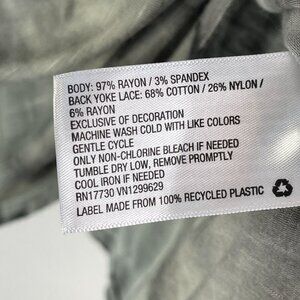 BODY: 97% RAYON / 3% SPANDEX
BACK YOKE LACE: 68% COTTON / 26% NYLON /
6% RAYON
EXCLUSIVE OF DECORATION
MACHINE WASH COLD WITH LIKE COLORS
GENTLE CYCLE
ONLY NON-CHLORINE BLEACH IF NEEDED
TUMBLE DRY LOW, REMOVE PROMPTLY
COOL IRON IF NEEDED
RN17730 VN1299629
LABEL MADE FROM 100% RECYCLED PLASTIC